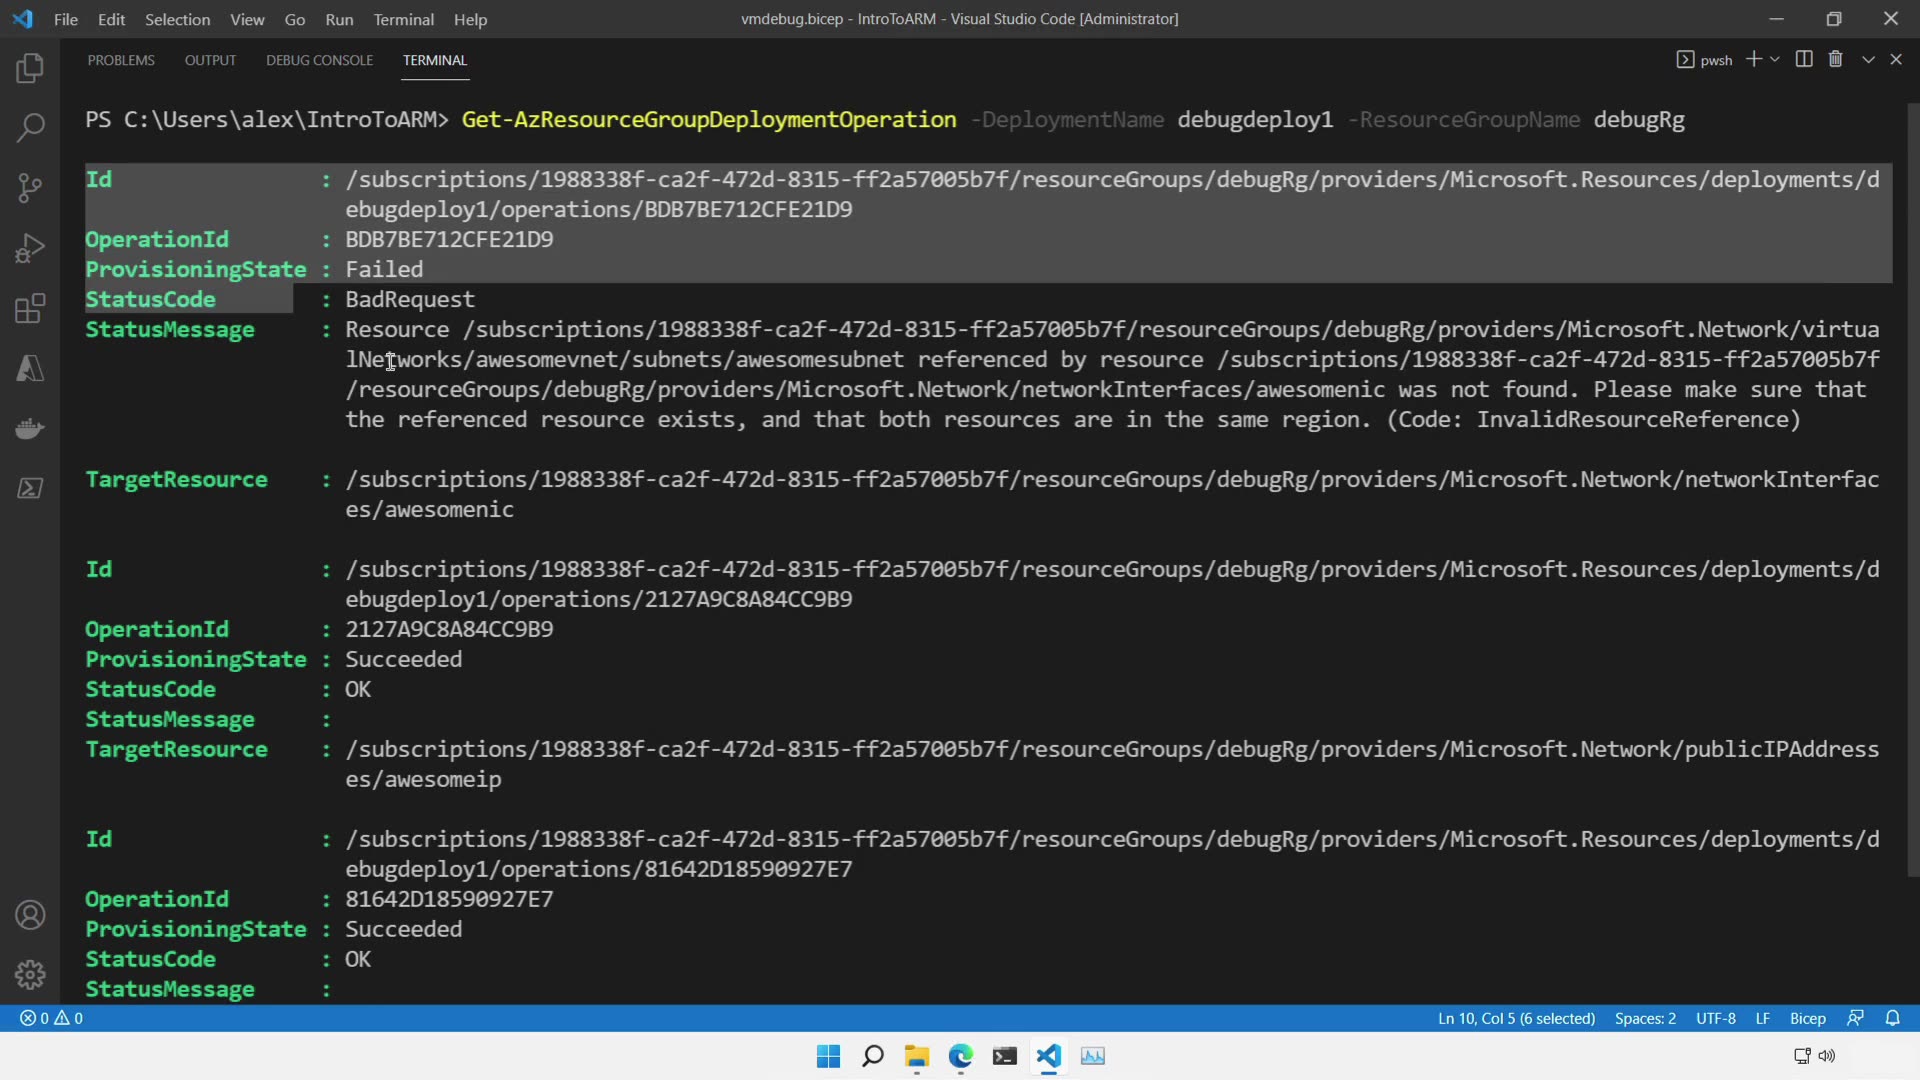 File Edit Selection View Go Run Terminal Help vmdebug.bicep - IntroToARM - Visual Studio Code [Administrator]
PROBLEMS OUTPUT DEBUG CONSOLE TERMINAL pwsh
PS C:\Users\alex\IntroToARM> Get-AzResourceGroupDeploymentOperation -DeploymentName debugdeploy1 -ResourceGroupName debugRg
Id : /subscriptions/1988338f-ca2f-472d-8315-ff2a57005b7f/resourceGroups/debugRg/providers/Microsoft.Resources/deployments/d
ebugdeploy1/operations/BDB7BE712CFE21D9
OperationId : BDB7BE712CFE21D9
ProvisioningState : Failed
StatusCode : BadRequest
StatusMessage : Resource /subscriptions/1988338f-ca2f-472d-8315-ff2a57005b7f/resourceGroups/debugRg/providers/Microsoft.Network/virtua
lNetworks/awesomevnet/subnets/awesomesubnet referenced by resource /subscriptions/1988338f-ca2f-472d-8315-ff2a57005b7f
/resourceGroups/debugRg/providers/Microsoft.Network/networkInterfaces/awesomenic was not found. Please make sure that
the referenced resource exists, and that both resources are in the same region. (Code: InvalidResourceReference)
TargetResource : /subscriptions/1988338f-ca2f-472d-8315-ff2a57005b7f/resourceGroups/debugRg/providers/Microsoft.Network/networkInterfac
es/awesomenic
Id : /subscriptions/1988338f-ca2f-472d-8315-ff2a57005b7f/resourceGroups/debugRg/providers/Microsoft.Resources/deployments/d
ebugdeploy1/operations/2127A9C8A84CC9B9
OperationId : 2127A9C8A84CC9B9
ProvisioningState : Succeeded
StatusCode : OK
StatusMessage :
TargetResource : /subscriptions/1988338f-ca2f-472d-8315-ff2a57005b7f/resourceGroups/debugRg/providers/Microsoft.Network/publicIPAddress
es/awesomeip
Id : /subscriptions/1988338f-ca2f-472d-8315-ff2a57005b7f/resourceGroups/debugRg/providers/Microsoft.Resources/deployments/d
ebugdeploy1/operations/81642D18590927E7
OperationId : 81642D18590927E7
ProvisioningState : Succeeded
StatusCode : OK
StatusMessage :
0 0 Ln 10, Col 5 (6 selected) Spaces: 2 UTF-8 LF Bicep